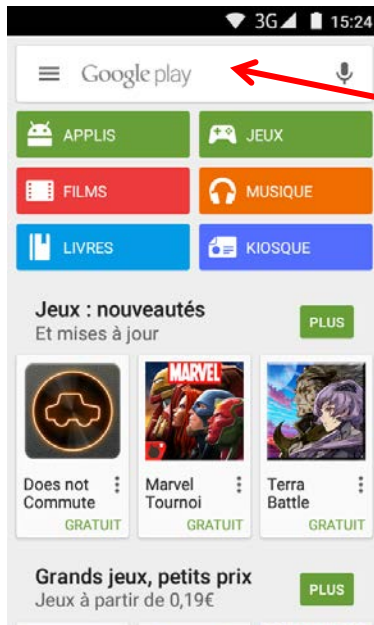 3G 15:24
Google play
APPLIS JEUX
FILMS MUSIQUE
LIVRES KIOSQUE
Jeux : nouveautés
Et mises à jour
PLUS
MARVEL
Does not Commute
GRATUIT
Marvel Tournoi
GRATUIT
Terra Battle
GRATUIT
Grands jeux, petits prix
Jeux à partir de 0,19€
PLUS